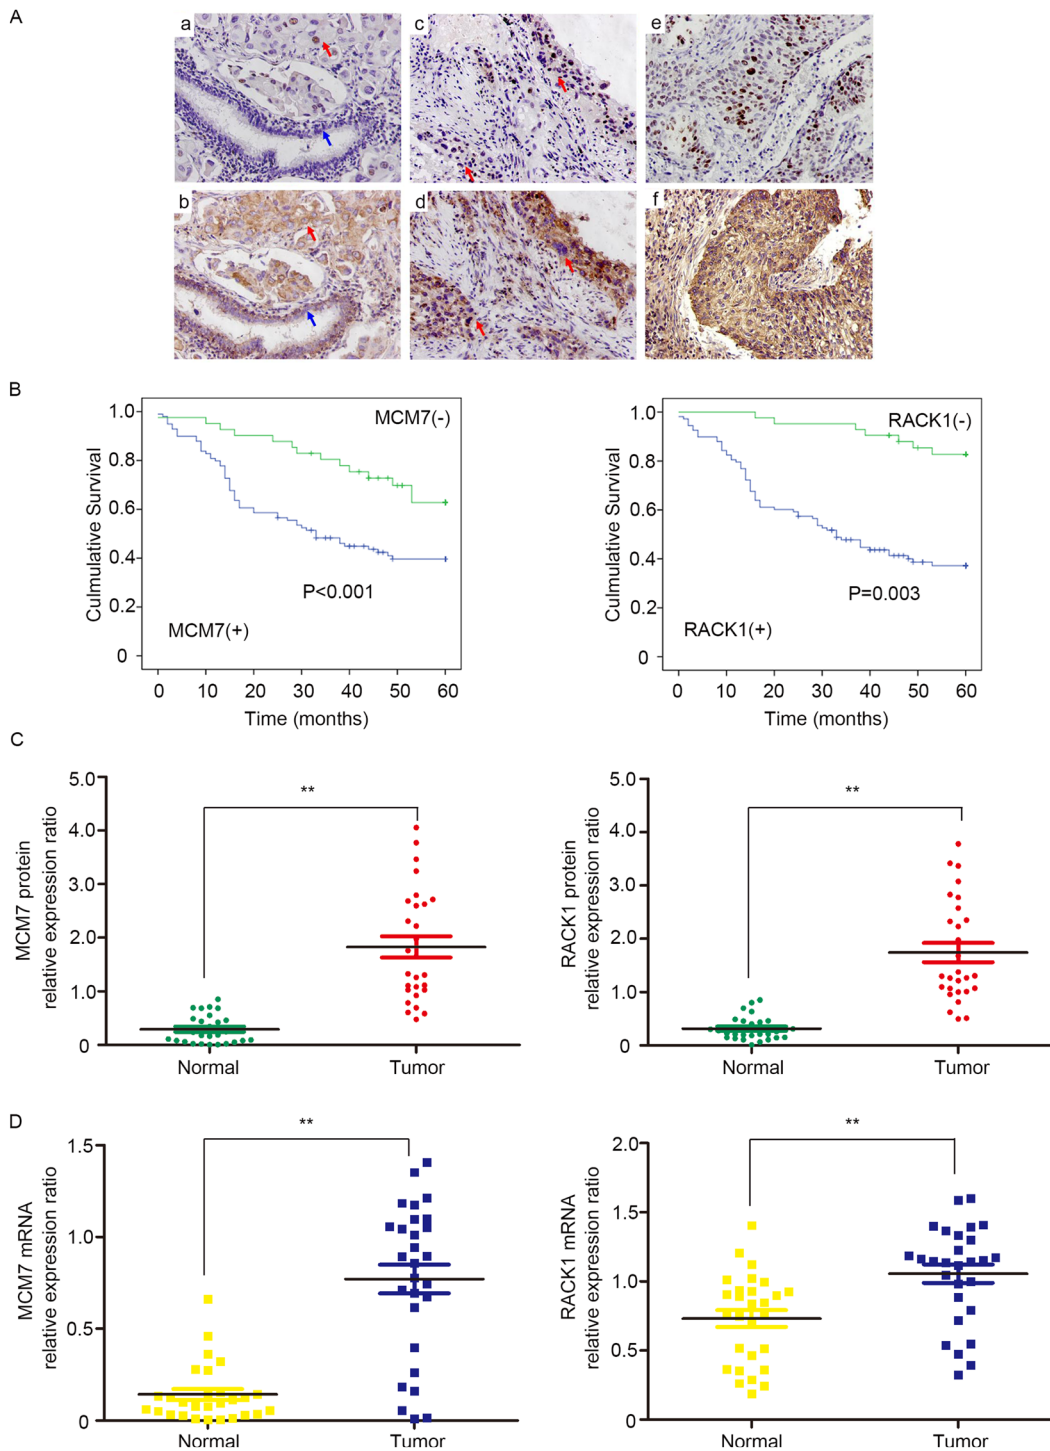 A
a
c
e
b
d
f
B
1.0
0.8
0.6
0.4
0.2
0
Culmulative Survival
MCM7(-)
P<0.001
MCM7(+)
0 10 20 30 40 50 60
Time (months)
1.0
0.8
0.6
0.4
0.2
0
Culmulative Survival
RACK1(-)
P=0.003
RACK1(+)
0 10 20 30 40 50 60
Time (months)
C
MCM7 protein
relative expression ratio
5.0
4.0
3.0
2.0
1.0
0
**
Normal Tumor
RACK1 protein
relative expression ratio
5.0
4.0
3.0
2.0
1.0
0
**
Normal Tumor
D
MCM7 mRNA
relative expression ratio
1.5
1.0
0.5
0
**
Normal Tumor
RACK1 mRNA
relative expression ratio
2.0
1.5
1.0
0.5
0
**
Normal Tumor